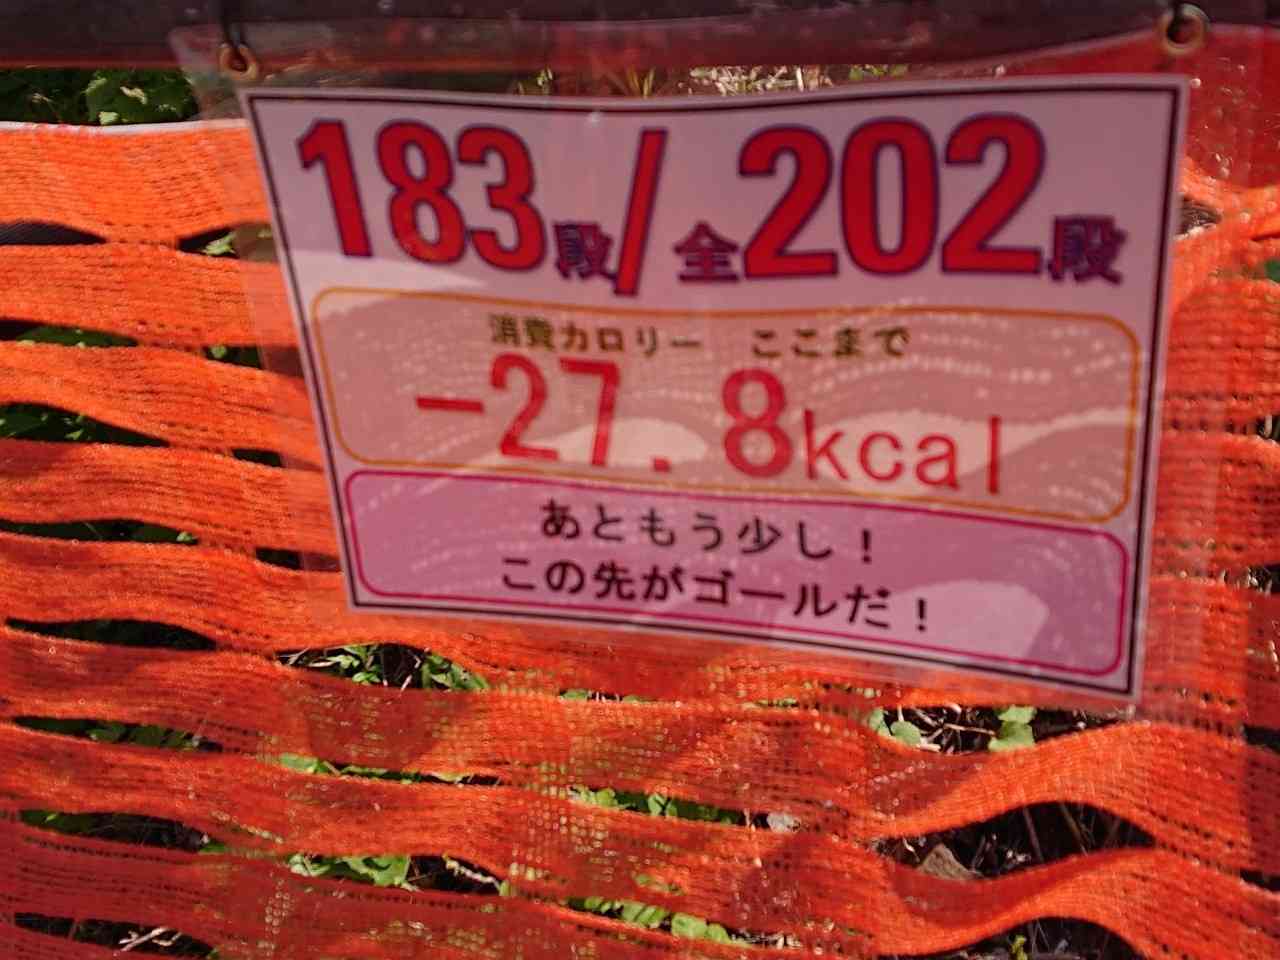 183段/全202段
消費カロリー ここまで
-27.8kcal
あともう少し!
この先がゴールだ!